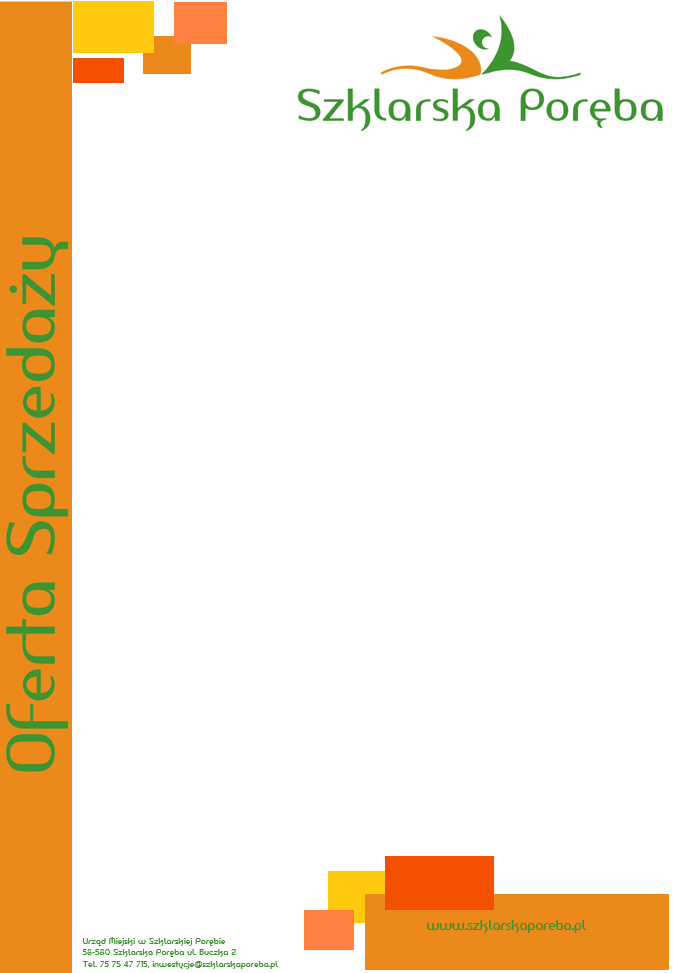 Szklarska Poręba
Oferta Sprzedaży
www.szklarskaporeba.pl
Urząd Miejski w Szklarskiej Porębie
58-580 Szklarska Poręba ul. Buczka 2
Tel. 75 75 47 715, inwestycje@szklarskaporeba.pl